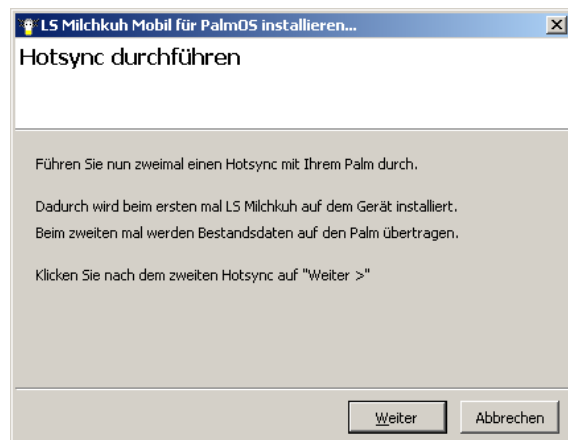 LS Milchkuh Mobil für PalmOS installieren...
Hotsync durchführen
Führen Sie nun zweimal einen Hotsync mit Ihrem Palm durch.
Dadurch wird beim ersten mal LS Milchkuh auf dem Gerät installiert.
Beim zweiten mal werden Bestandsdaten auf den Palm übertragen.
Klicken Sie nach dem zweiten Hotsync auf "Weiter >"
Weiter
Abbrechen